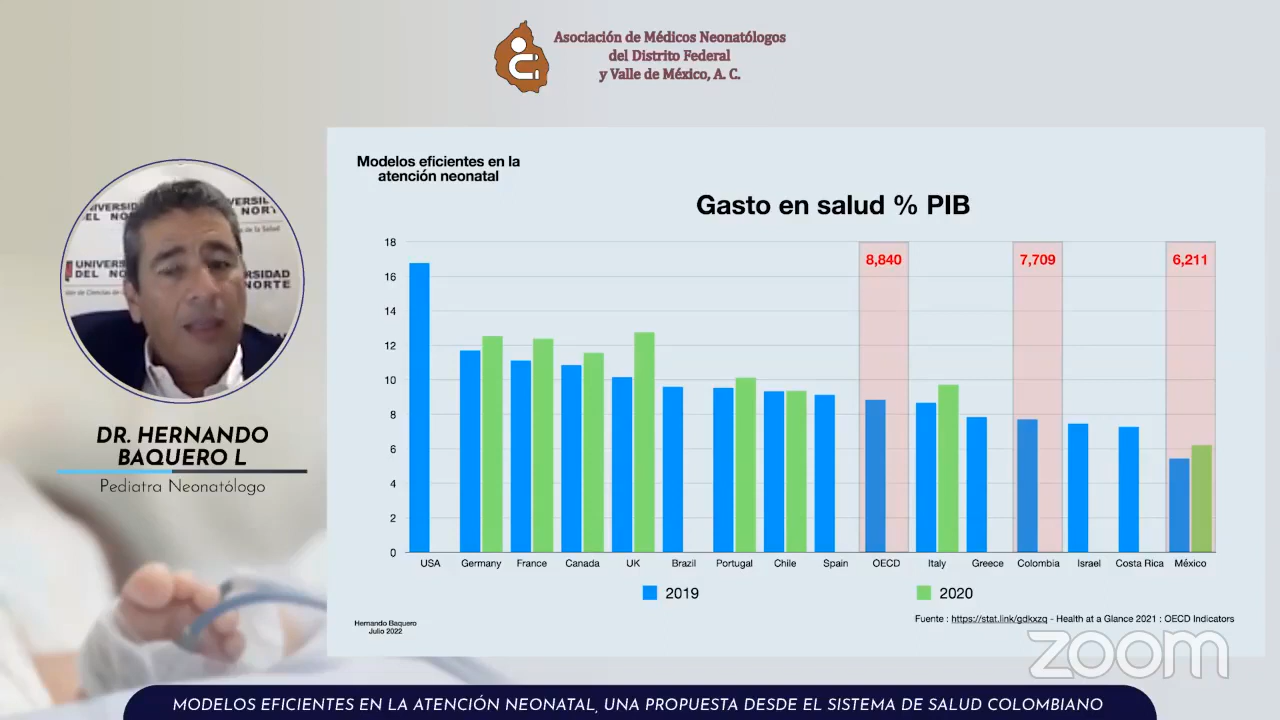 Asociación de Médicos Neonatólogos
del Distrito Federal
y Valle de México, A. C.
Modelos eficientes en la
atención neonatal
Gasto en salud % PIB
18
16
14
12
10
8
6
4
2
0
8,840
7,709
6,211
USA
Germany
France
Canada
UK
Brazil
Portugal
Chile
Spain
OECD
Italy
Greece
Colombia
Israel
Costa Rica
México
2019
2020
Fuente : https://stat.link/gdkxzq - Health at a Glance 2021 : OECD Indicators
Hernando Baquero
Julio 2022
zoom
UNIVERSIDAD
DEL NORTE
DR. HERNANDO
BAQUERO L
Pediatra Neonatólogo
MODELOS EFICIENTES EN LA ATENCIÓN NEONATAL, UNA PROPUESTA DESDE EL SISTEMA DE SALUD COLOMBIANO